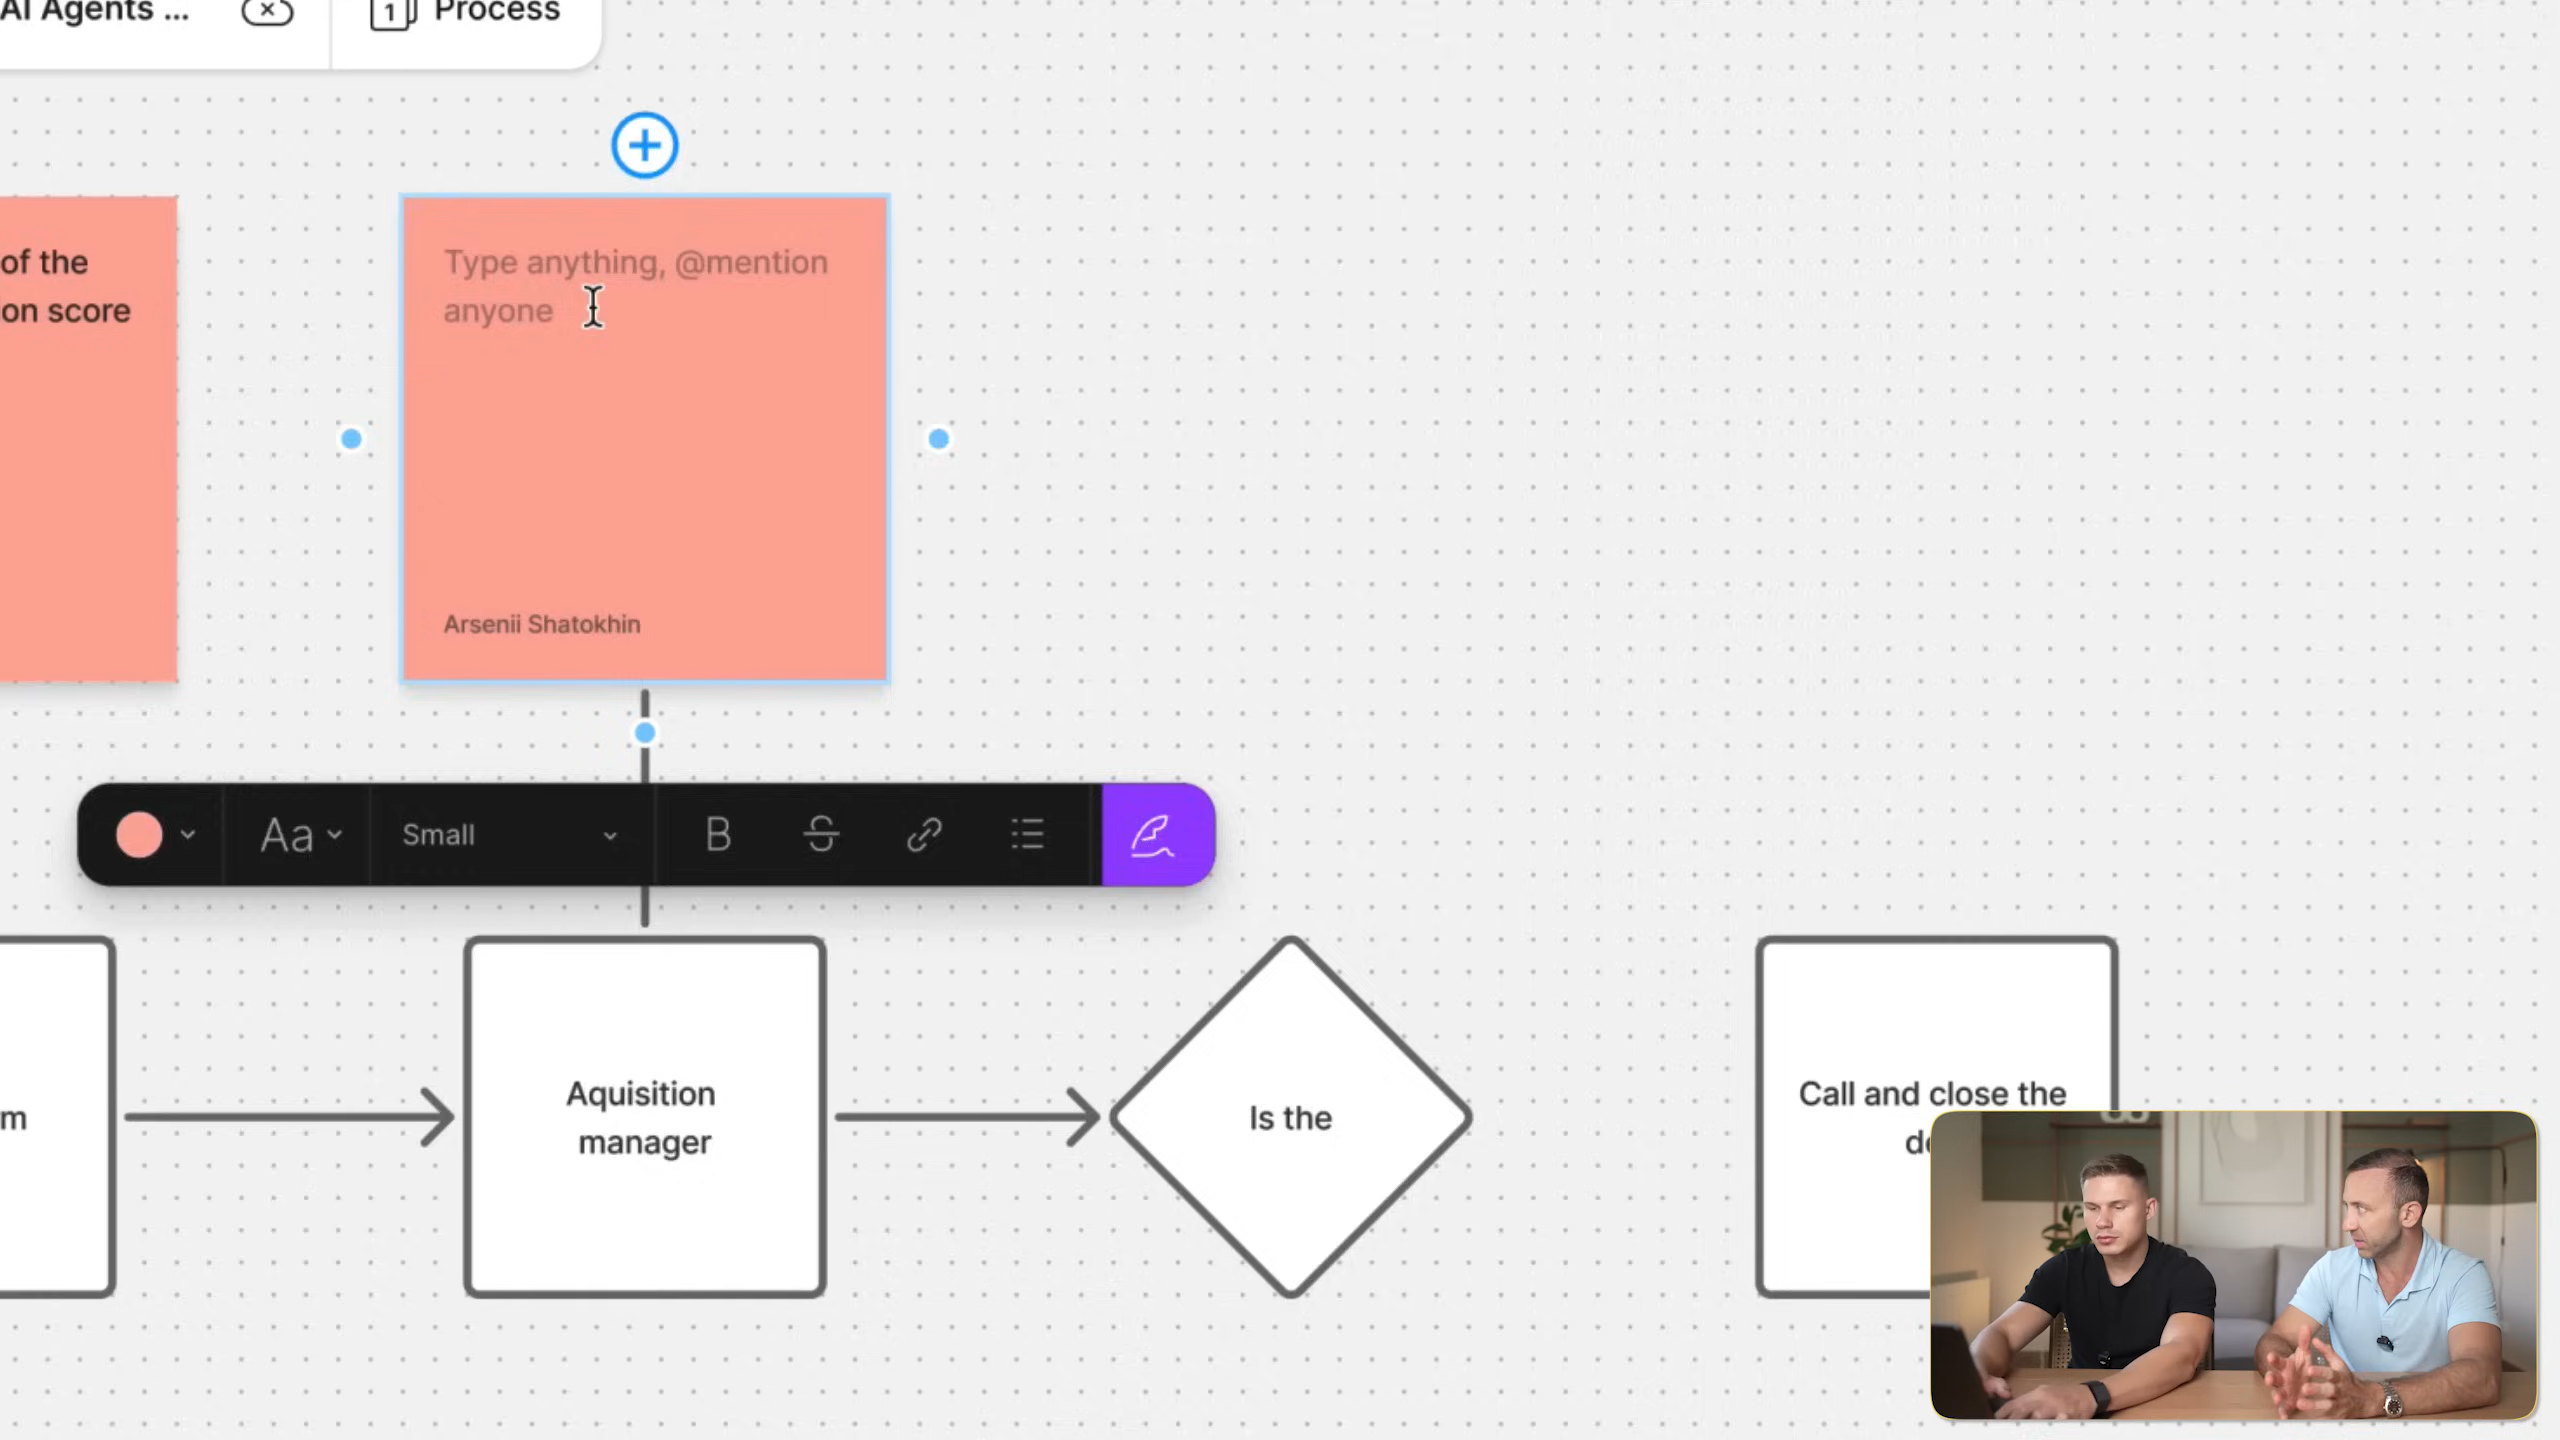 AI Agents ...
1 Process
of the
on score
Type anything, @mention
anyone
Arsenii Shatokhin
Aa Small B S
m
Aquisition
manager
Is the
Call and close the